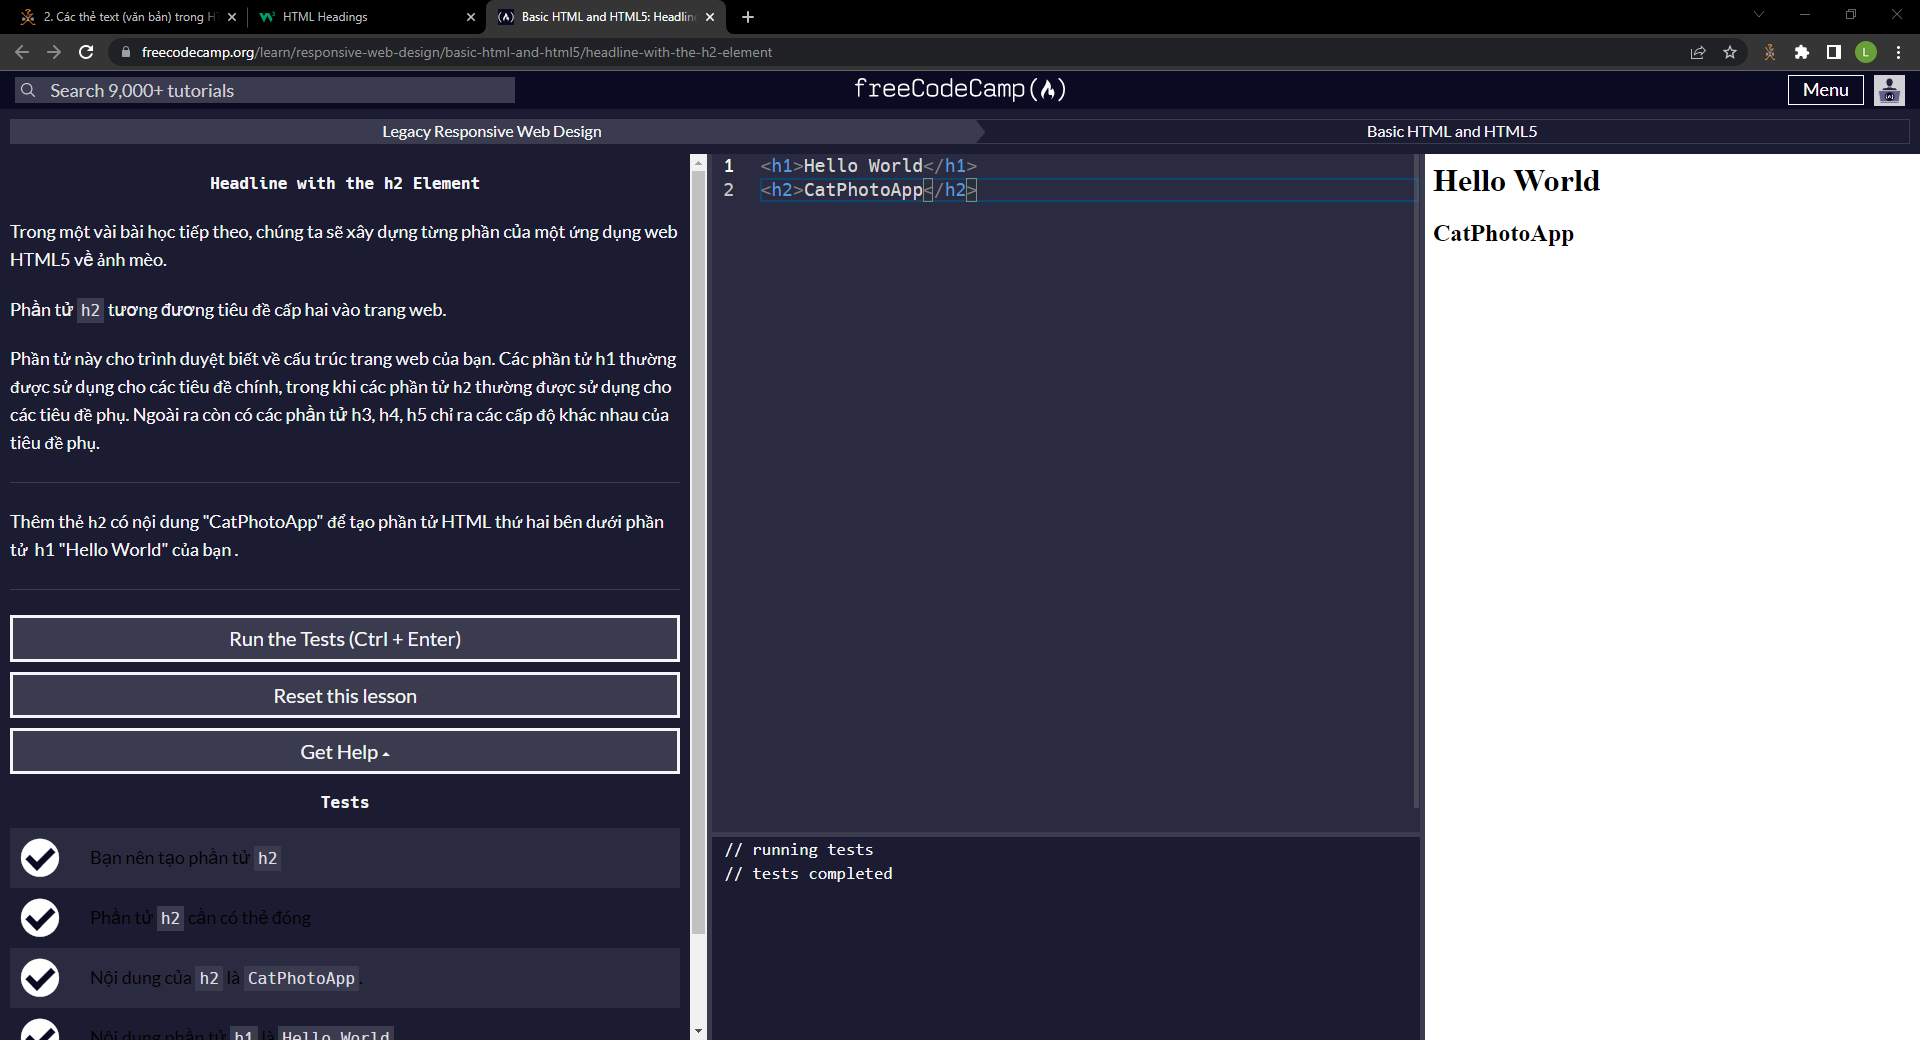 2. Các thẻ text (văn bản) trong H
HTML Headings
Basic HTML and HTML5: Headlin
freecodecamp.org/learn/responsive-web-design/basic-html-and-html5/headline-with-the-h2-element
L
Search 9,000+ tutorials
freeCodeCamp
Menu
Legacy Responsive Web Design
Basic HTML and HTML5
Headline with the h2 Element
Trong một vài bài học tiếp theo, chúng ta sẽ xây dựng từng phần của một ứng dụng web
HTML5 về ảnh mèo.
Phần tử h2 tương đương tiêu đề cấp hai vào trang web.
Phần tử này cho trình duyệt biết về cấu trúc trang web của bạn. Các phần tử h1 thường
được sử dụng cho các tiêu đề chính, trong khi các phần tử h2 thường được sử dụng cho
các tiêu đề phụ. Ngoài ra còn có các phần tử h3, h4, h5 chỉ ra các cấp độ khác nhau của
tiêu đề phụ.
Thêm thẻ h2 có nội dung "CatPhotoApp" để tạo phần tử HTML thứ hai bên dưới phần
tử h1 "Hello World" của bạn .
Run the Tests (Ctrl + Enter)
Reset this lesson
Get Help
Tests
Bạn nên tạo phần tử h2
Phần tử h2 cần có thẻ đóng
Nội dung của h2 là CatPhotoApp.
Nội dung phần tử h1 là Hello World
1 <h1>Hello World</h1>
2 <h2>CatPhotoApp</h2>
// running tests
// tests completed
Hello World
CatPhotoApp